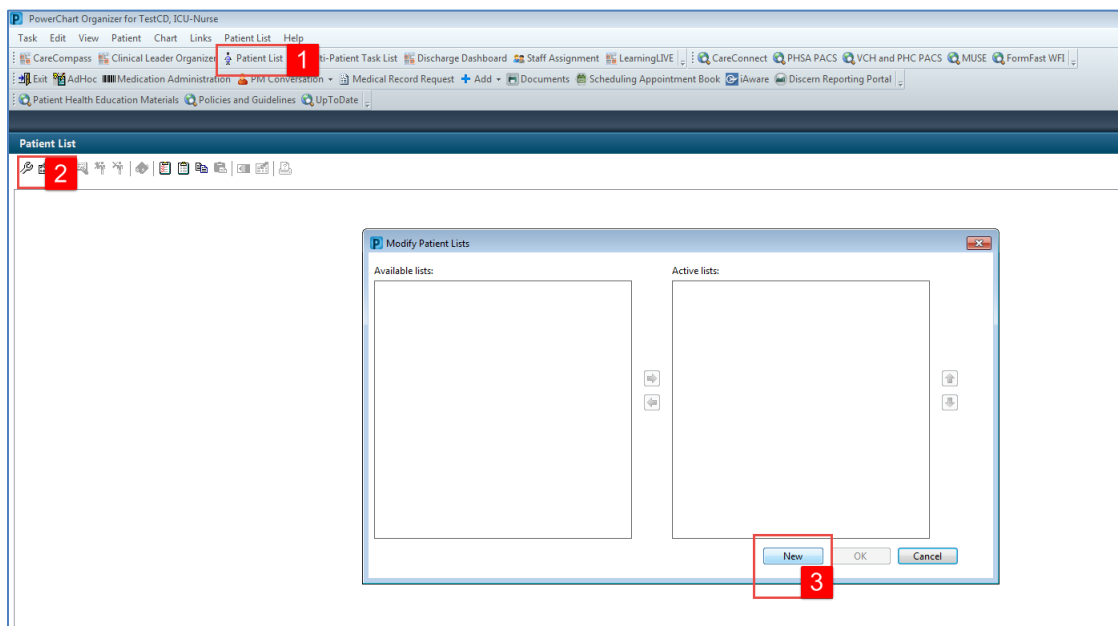 PowerChart Organizer for TestCD, ICU-Nurse
Task Edit View Patient Chart Links Patient List Help
CareCompass Clinical Leader Organizer Patient List 1 ti-Patient Task List Discharge Dashboard Staff Assignment LearningLIVE CareConnect PHSA PACS VCH and PHC PACS MUSE FormFast WFI
Exit AdHoc Medication Administration PM Conversation Medical Record Request Add Documents Scheduling Appointment Book iAware Discern Reporting Portal
Patient Health Education Materials Policies and Guidelines UpToDate
Patient List
2
Modify Patient Lists
Available lists: Active lists:
New OK Cancel
3